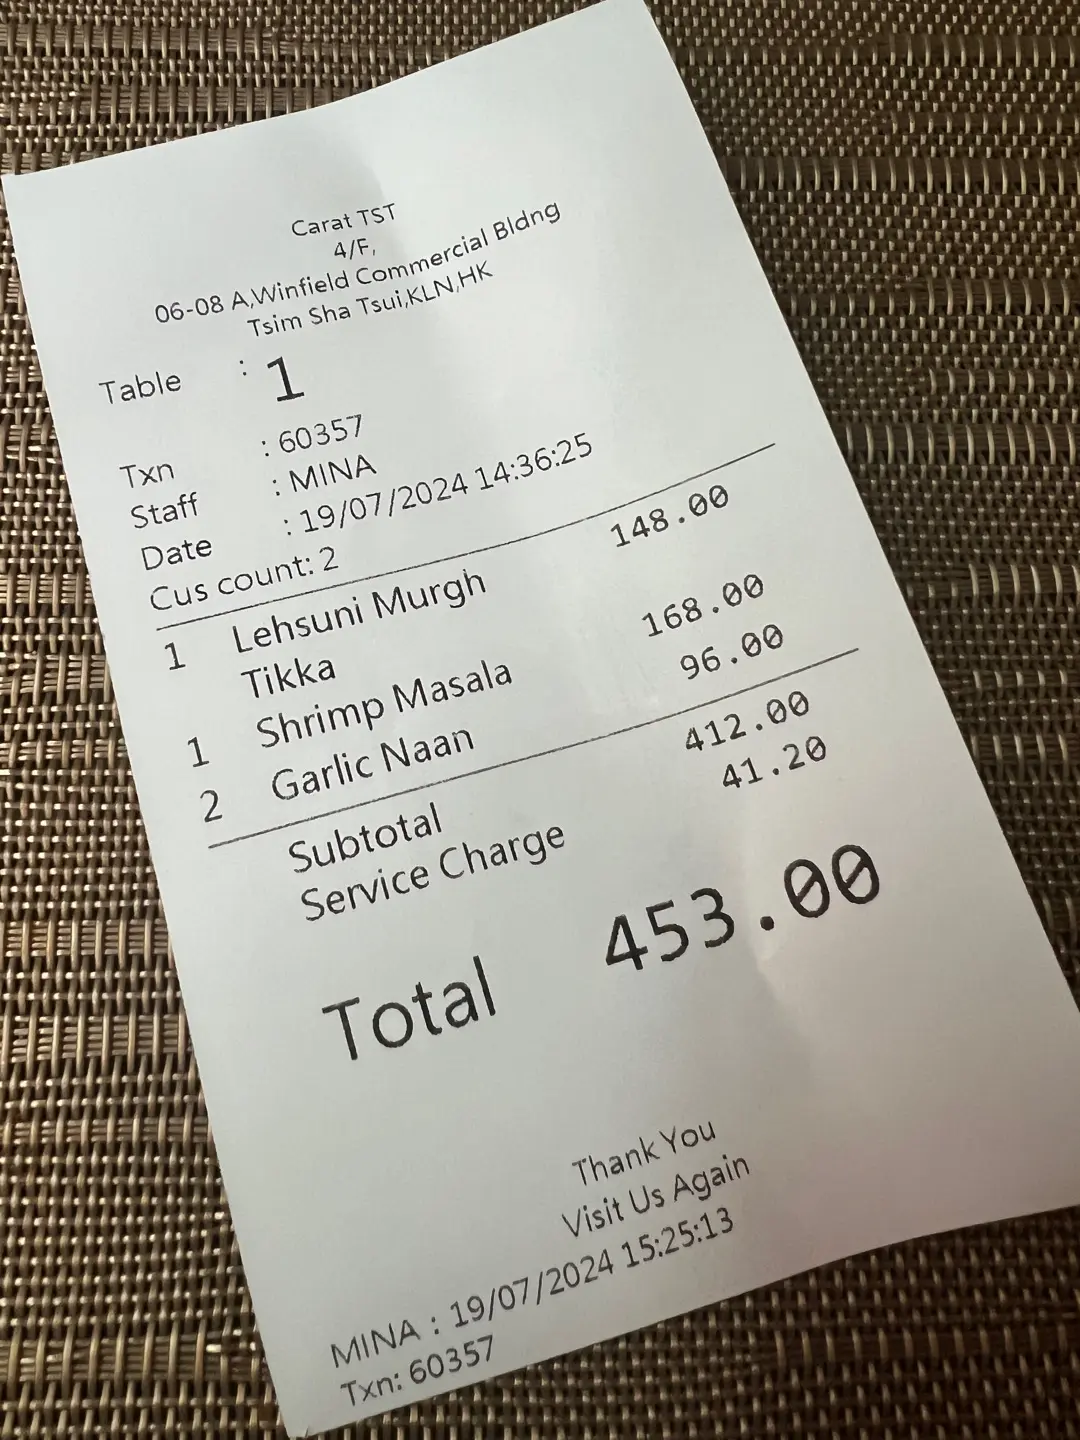 Carat TST
4/F,
06-08 A,Winfield Commercial Bldng
Tsim Sha Tsui,KLN,HK
Table : 1
Txn : 60357
Staff : MINA
Date : 19/07/2024 14:36:25
Cus count: 2
1 Lehsuni Murgh 148.00
Tikka
1 Shrimp Masala 168.00
2 Garlic Naan 96.00
Subtotal 412.00
Service Charge 41.20
Total 453.00
Thank You
Visit Us Again
MINA : 19/07/2024 15:25:13
Txn: 60357